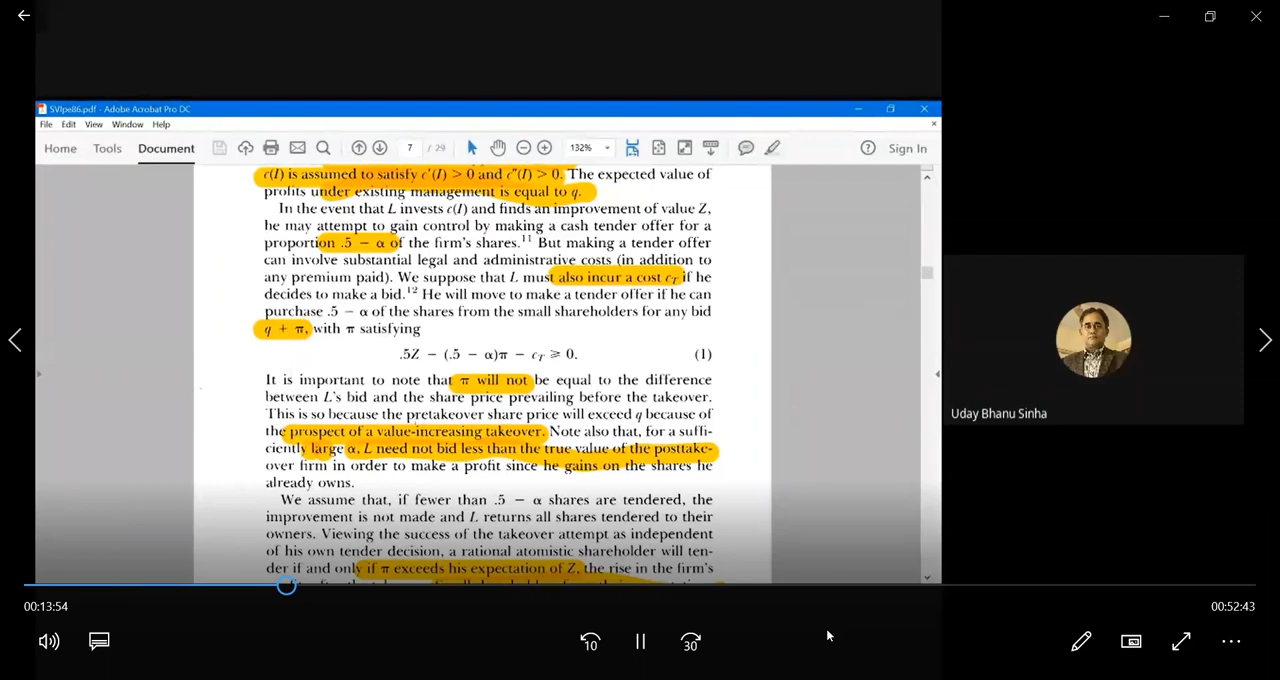 SVJpe86.pdf - Adobe Acrobat Pro DC
File Edit View Window Help
Home Tools Document 7 / 29 132% Sign In
c(I) is assumed to satisfy c'(I) > 0 and c"(I) > 0. The expected value of
profits under existing management is equal to q.
In the event that L invests c(I) and finds an improvement of value Z,
he may attempt to gain control by making a cash tender offer for a
proportion .5 − α of the firm's shares.¹¹ But making a tender offer
can involve substantial legal and administrative costs (in addition to
any premium paid). We suppose that L must also incur a cost c_T if he
decides to make a bid.¹² He will move to make a tender offer if he can
purchase .5 − α of the shares from the small shareholders for any bid
q + π, with π satisfying
.5Z − (.5 − α)π − c_T ≥ 0. (1)
It is important to note that π will not be equal to the difference
between L's bid and the share price prevailing before the takeover.
This is so because the pretakeover share price will exceed q because of
the prospect of a value-increasing takeover. Note also that, for a suffi-
ciently large α, L need not bid less than the true value of the posttake-
over firm in order to make a profit since he gains on the shares he
already owns.
We assume that, if fewer than .5 − α shares are tendered, the
improvement is not made and L returns all shares tendered to their
owners. Viewing the success of the takeover attempt as independent
of his own tender decision, a rational atomistic shareholder will ten-
der if and only if π exceeds his expectation of Z, the rise in the firm's
Uday Bhanu Sinha
00:13:54 00:52:43
10 30